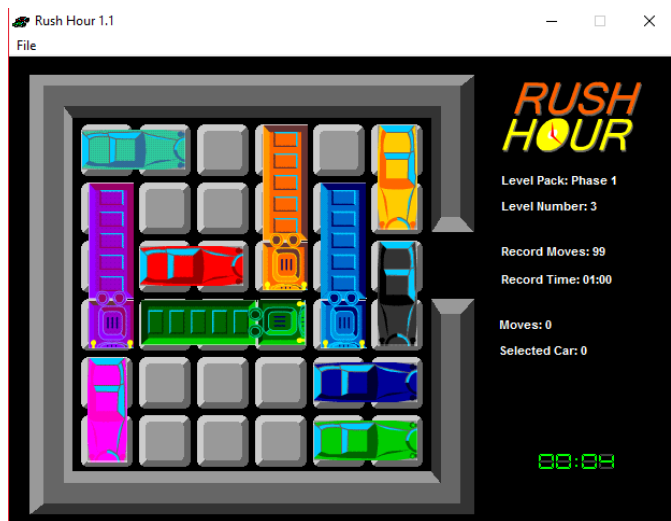 Rush Hour 1.1
File
RUSH
HOUR
Level Pack: Phase 1
Level Number: 3
Record Moves: 99
Record Time: 01:00
Moves: 0
Selected Car: 0
00:04